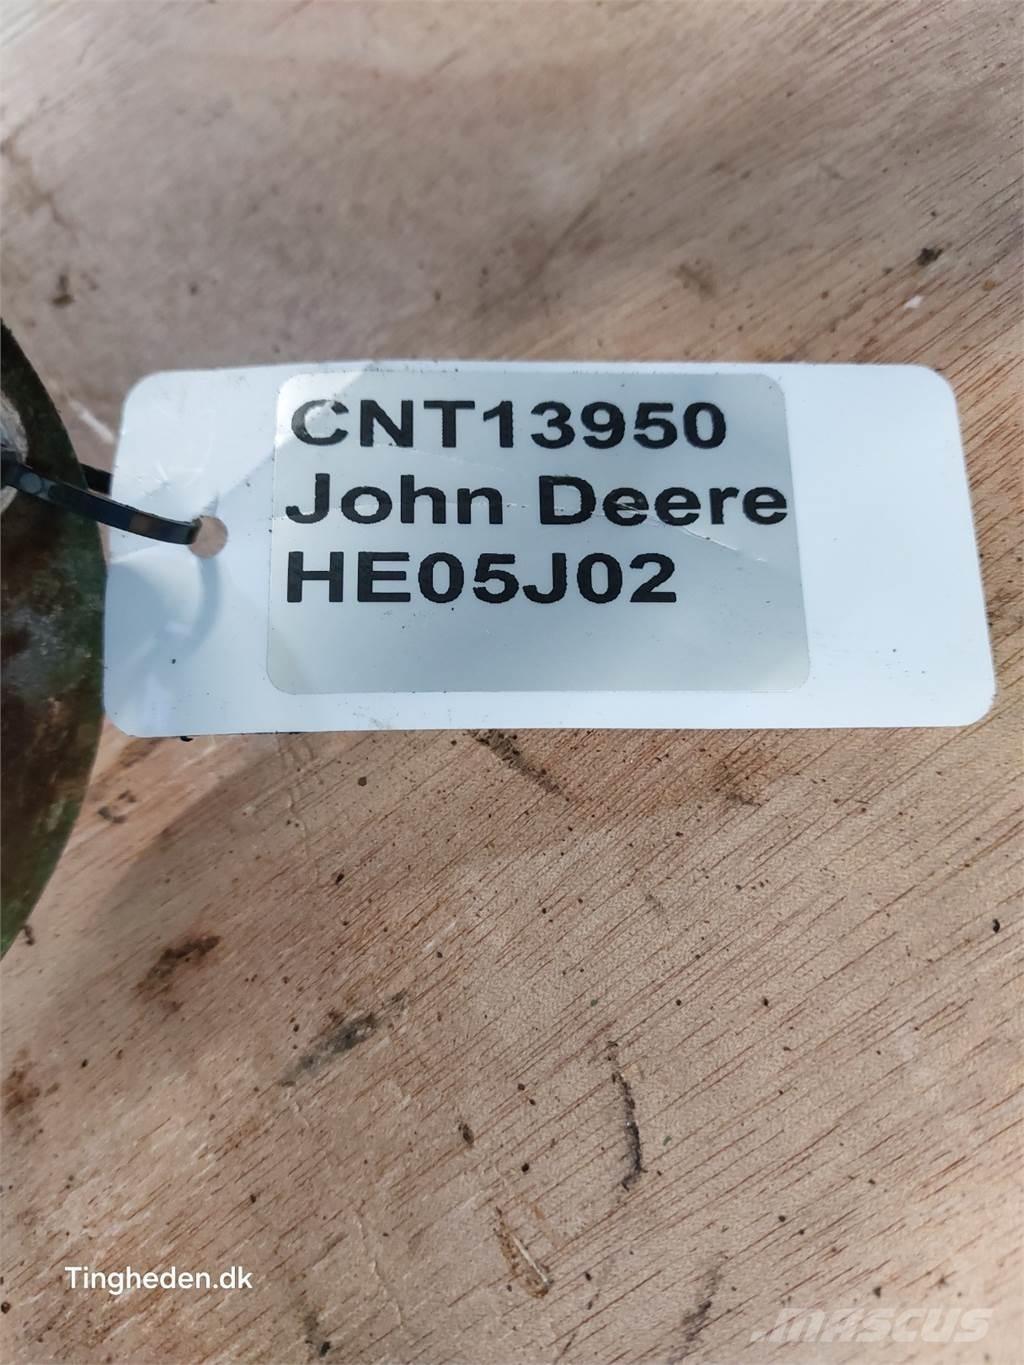 CNT13950
John Deere
HE05J02
Tingheden.dk
MASCUS